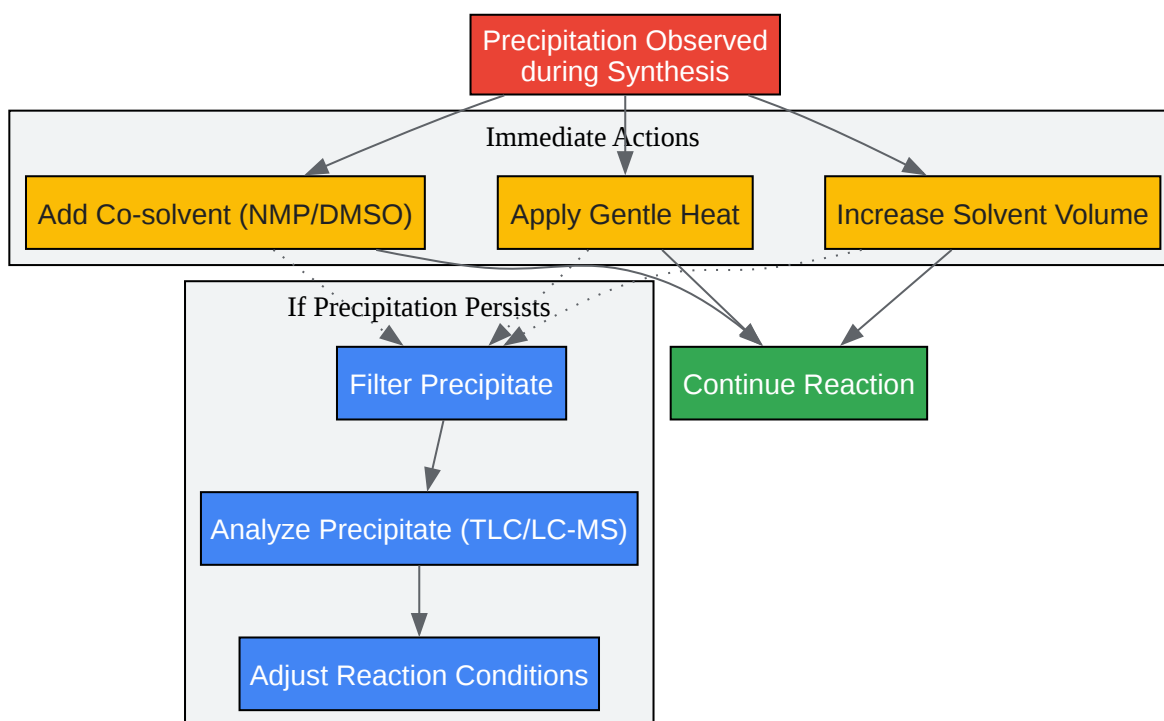 Precipitation Observed
during Synthesis
Immediate Actions
Add Co-solvent (NMP/DMSO)
Apply Gentle Heat
Increase Solvent Volume
If Precipitation Persists
Filter Precipitate
Continue Reaction
Analyze Precipitate (TLC/LC-MS)
Adjust Reaction Conditions